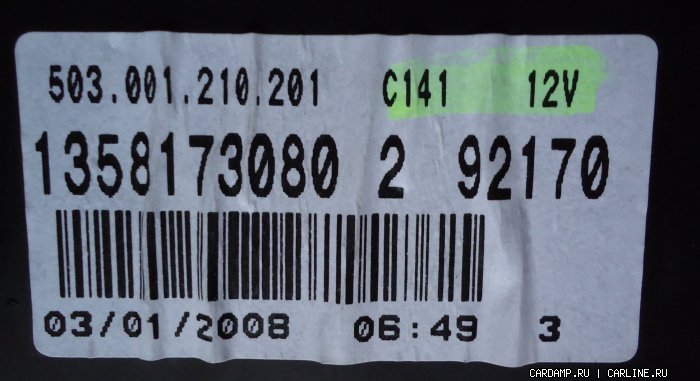 503.001.210.201 C141 12V
1358173080 2 92170
03/01/2008 06:49 3
CARDAMP.RU | CARLINE.RU